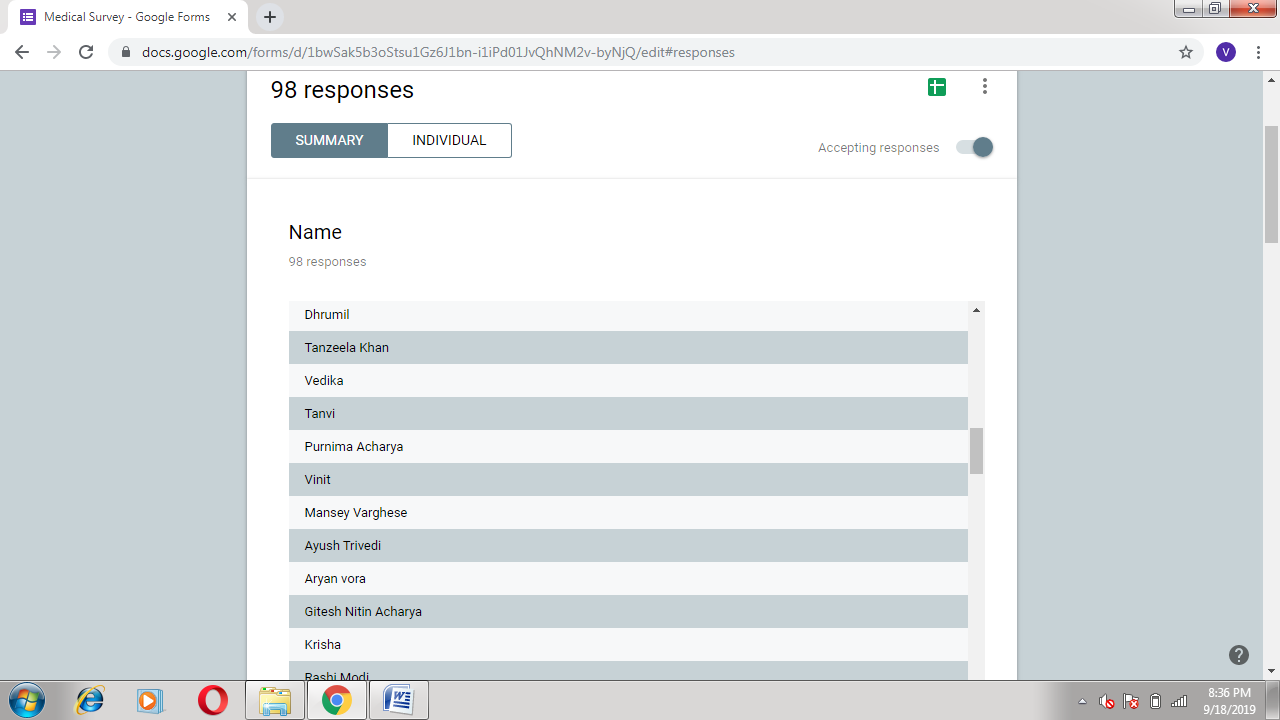 Medical Survey - Google Forms
docs.google.com/forms/d/1bwSak5b3oStsu1Gz6J1bn-i1iPd01JvQhNM2v-byNjQ/edit#responses
V
98 responses
SUMMARY
INDIVIDUAL
Accepting responses
Name
98 responses
Dhrumil
Tanzeela Khan
Vedika
Tanvi
Purnima Acharya
Vinit
Mansey Varghese
Ayush Trivedi
Aryan vora
Gitesh Nitin Acharya
Krisha
Rashi Modi
8:36 PM
9/18/2019